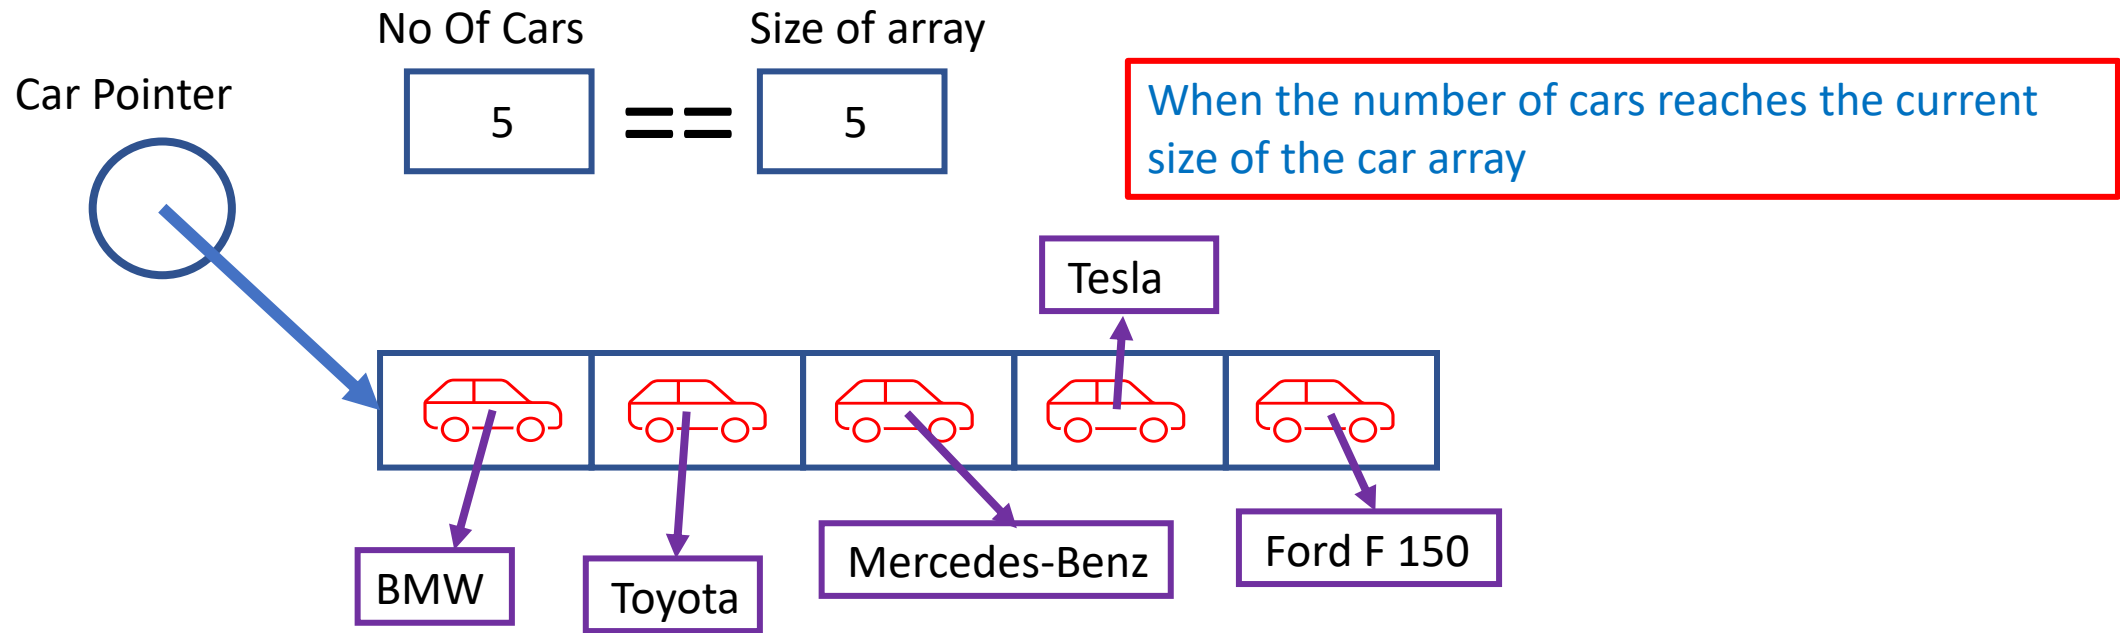 No Of Cars
Size of array
Car Pointer
5
==
5
When the number of cars reaches the current
size of the car array
Tesla
BMW
Toyota
Mercedes-Benz
Ford F 150